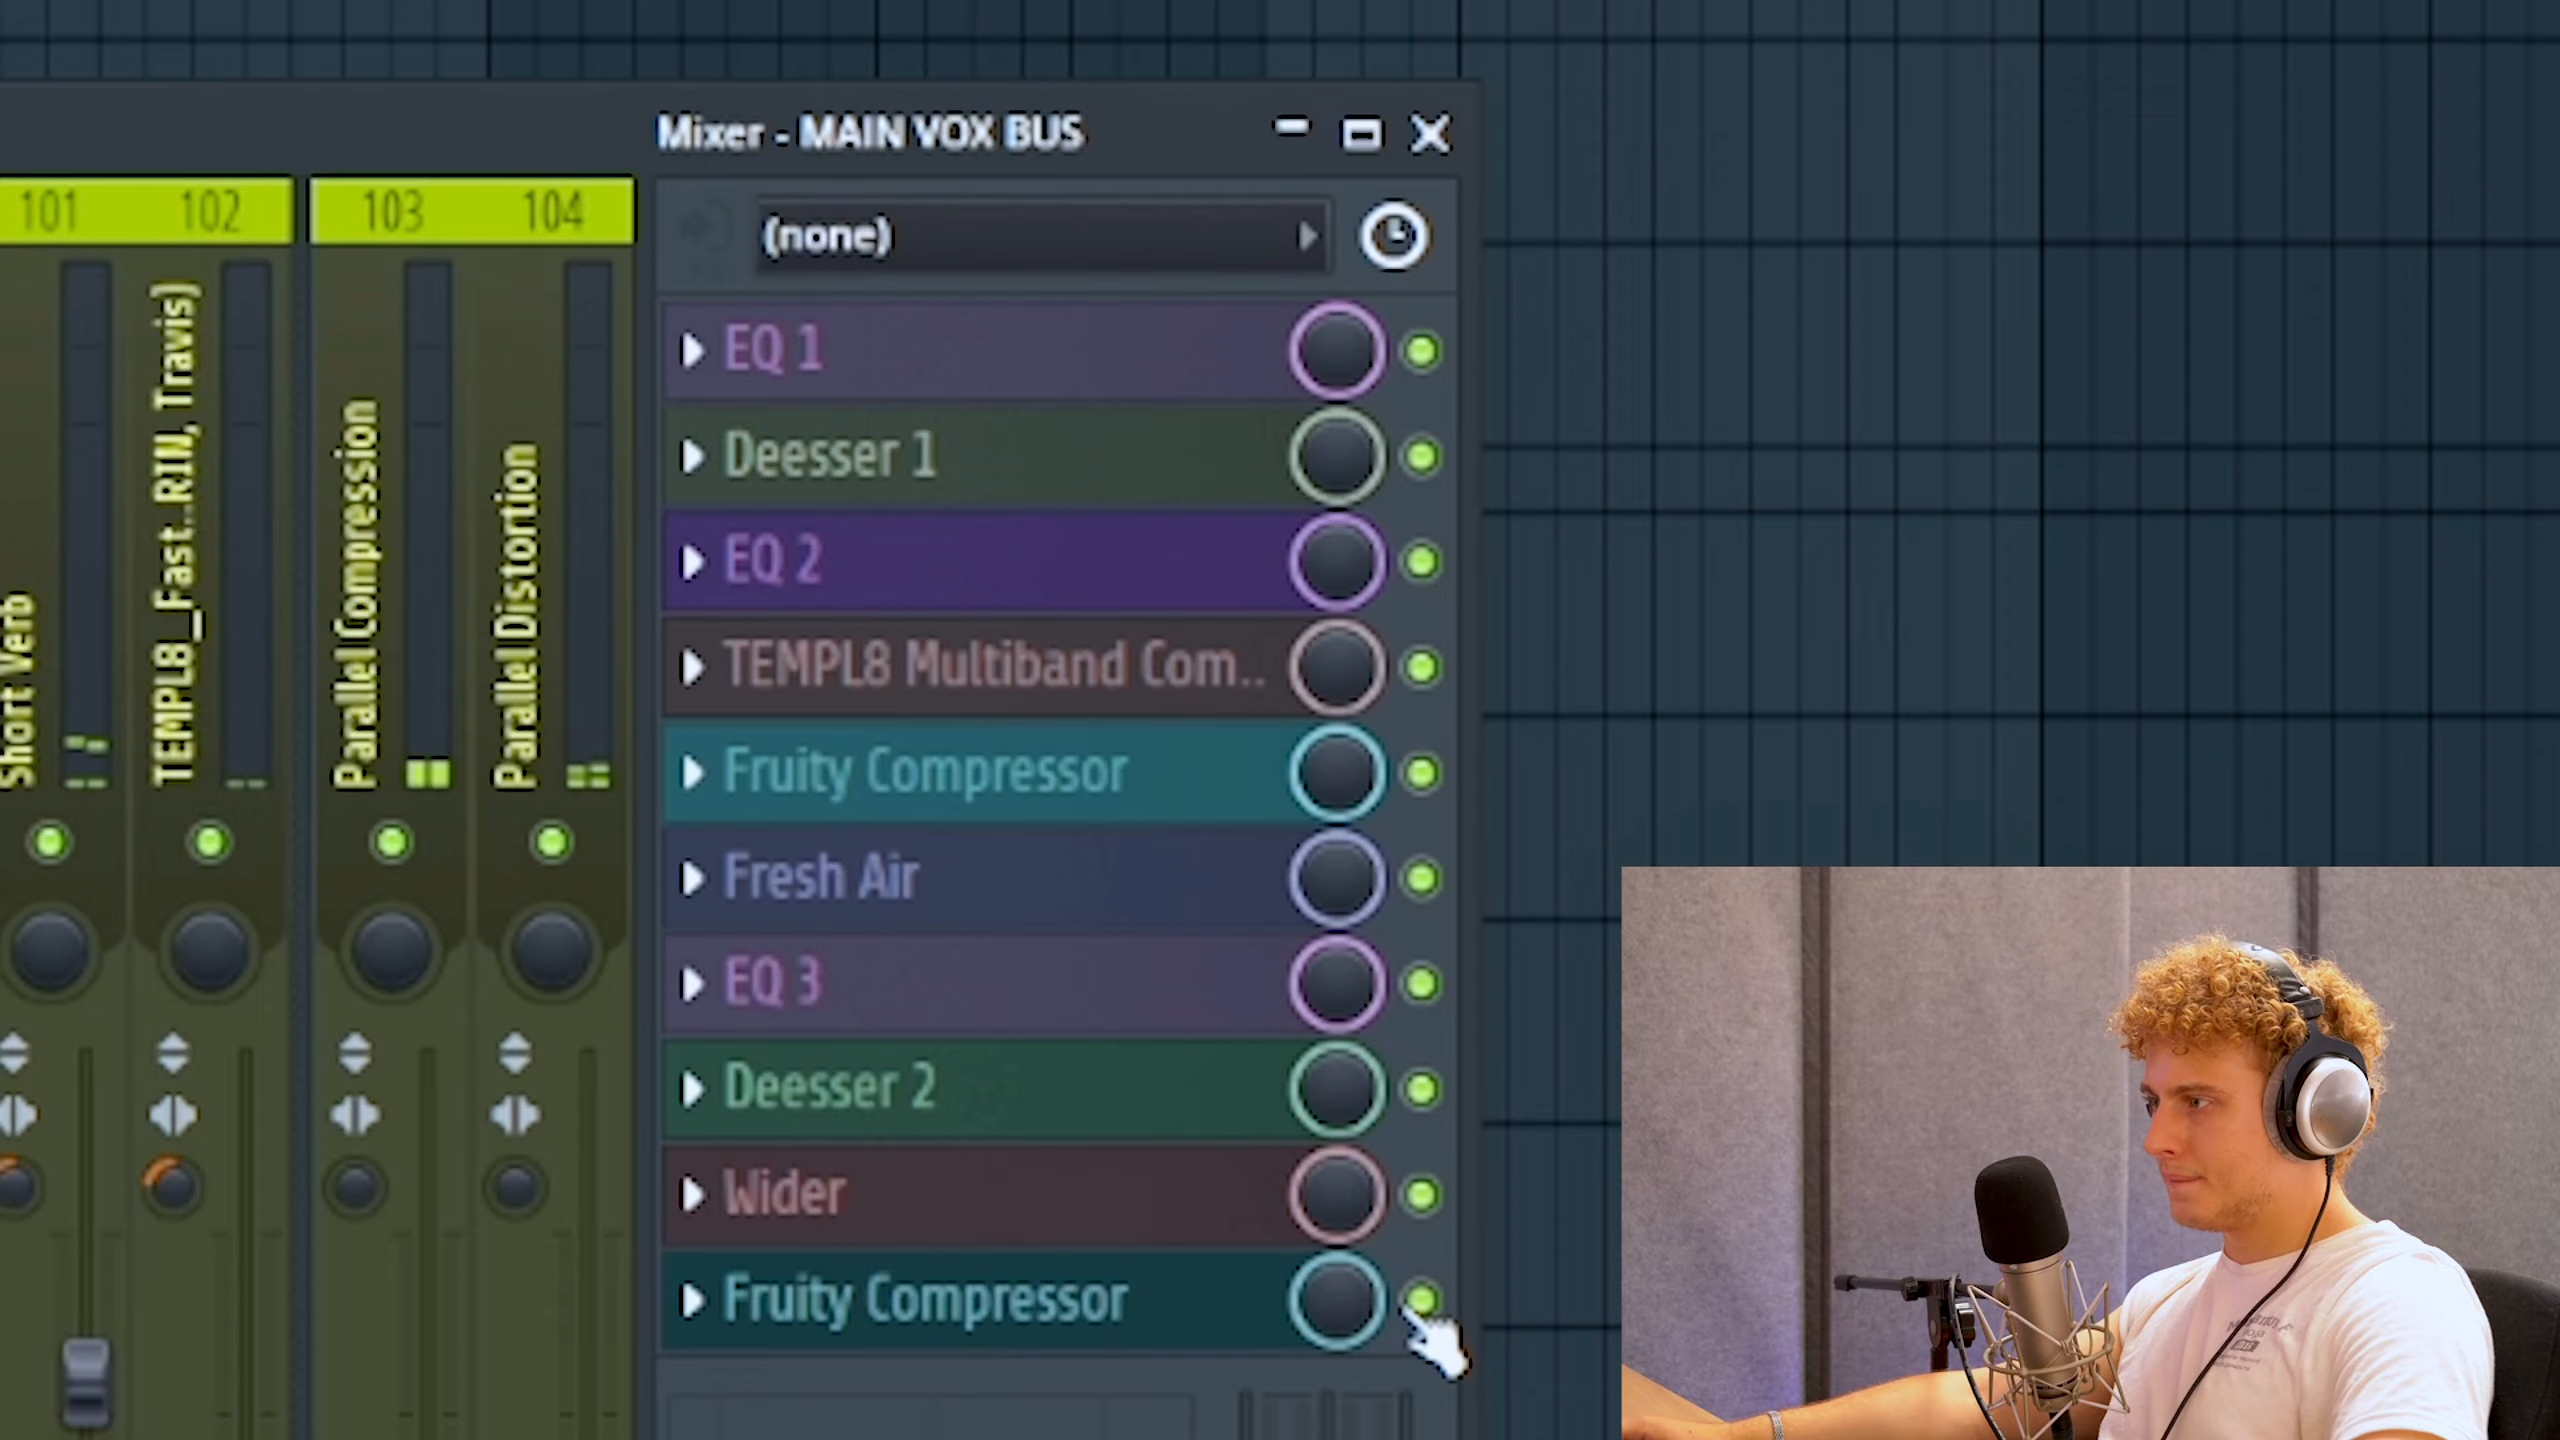 Mixer - MAIN VOX BUS
101
102
103
104
(none)
Short Verb
TEMPL8_Fast..RIN, Travis)
Parallel Compression
Parallel Distortion
EQ 1
Deesser 1
EQ 2
TEMPL8 Multiband Com..
Fruity Compressor
Fresh Air
EQ 3
Deesser 2
Wider
Fruity Compressor